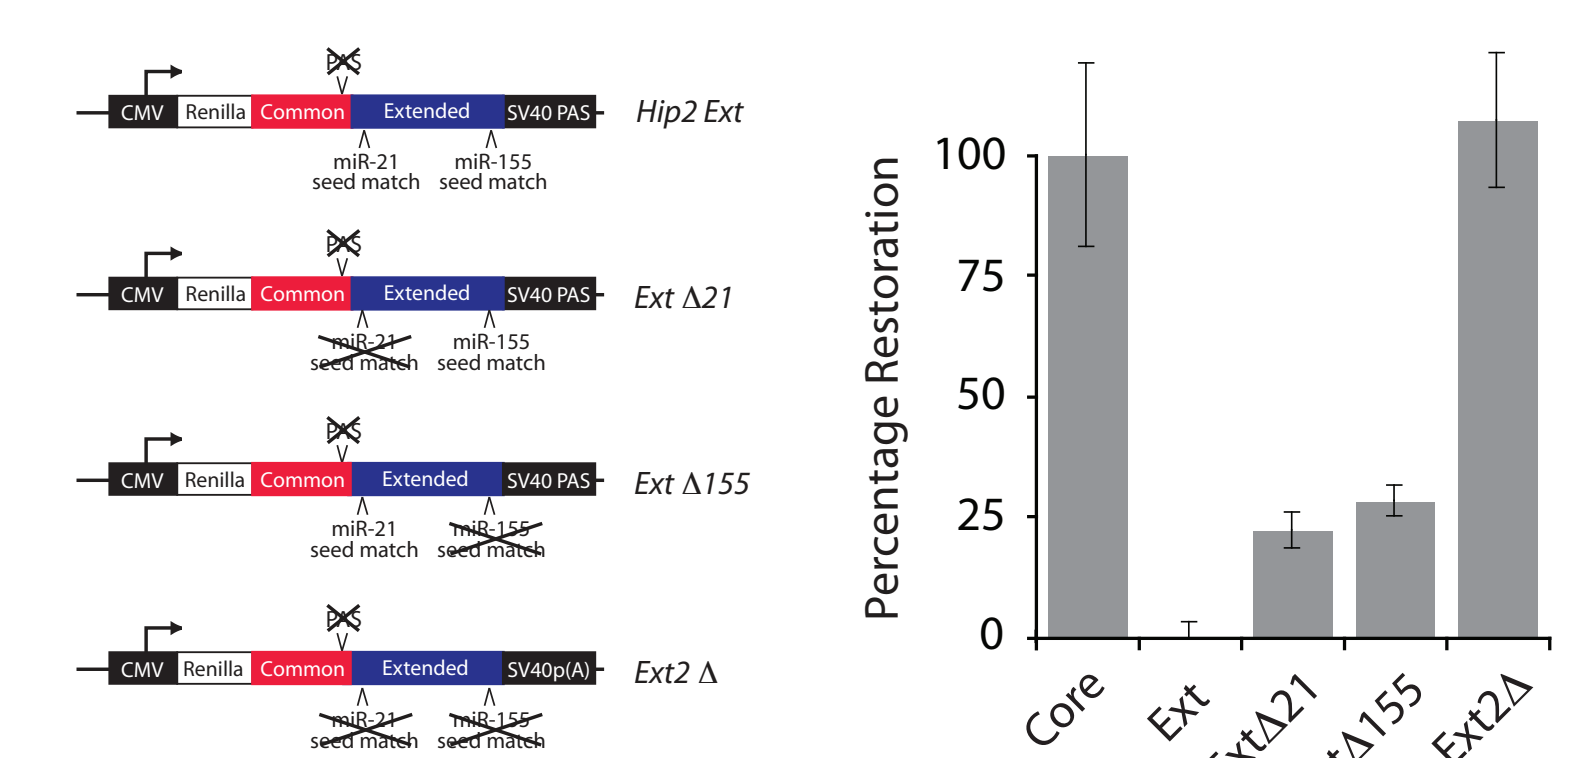 PAS
CMV Renilla Common Extended SV40 PAS Hip2 Ext
miR-21 miR-155
seed match seed match
PAS
CMV Renilla Common Extended SV40 PAS Ext Δ21
miR-21 miR-155
seed match seed match
PAS
CMV Renilla Common Extended SV40 PAS Ext Δ155
miR-21 miR-155
seed match seed match
PAS
CMV Renilla Common Extended SV40p(A) Ext2 Δ
miR-21 miR-155
seed match seed match
Percentage Restoration
100
75
50
25
0
Core
Ext
ExtΔ21
tΔ155
Ext2Δ